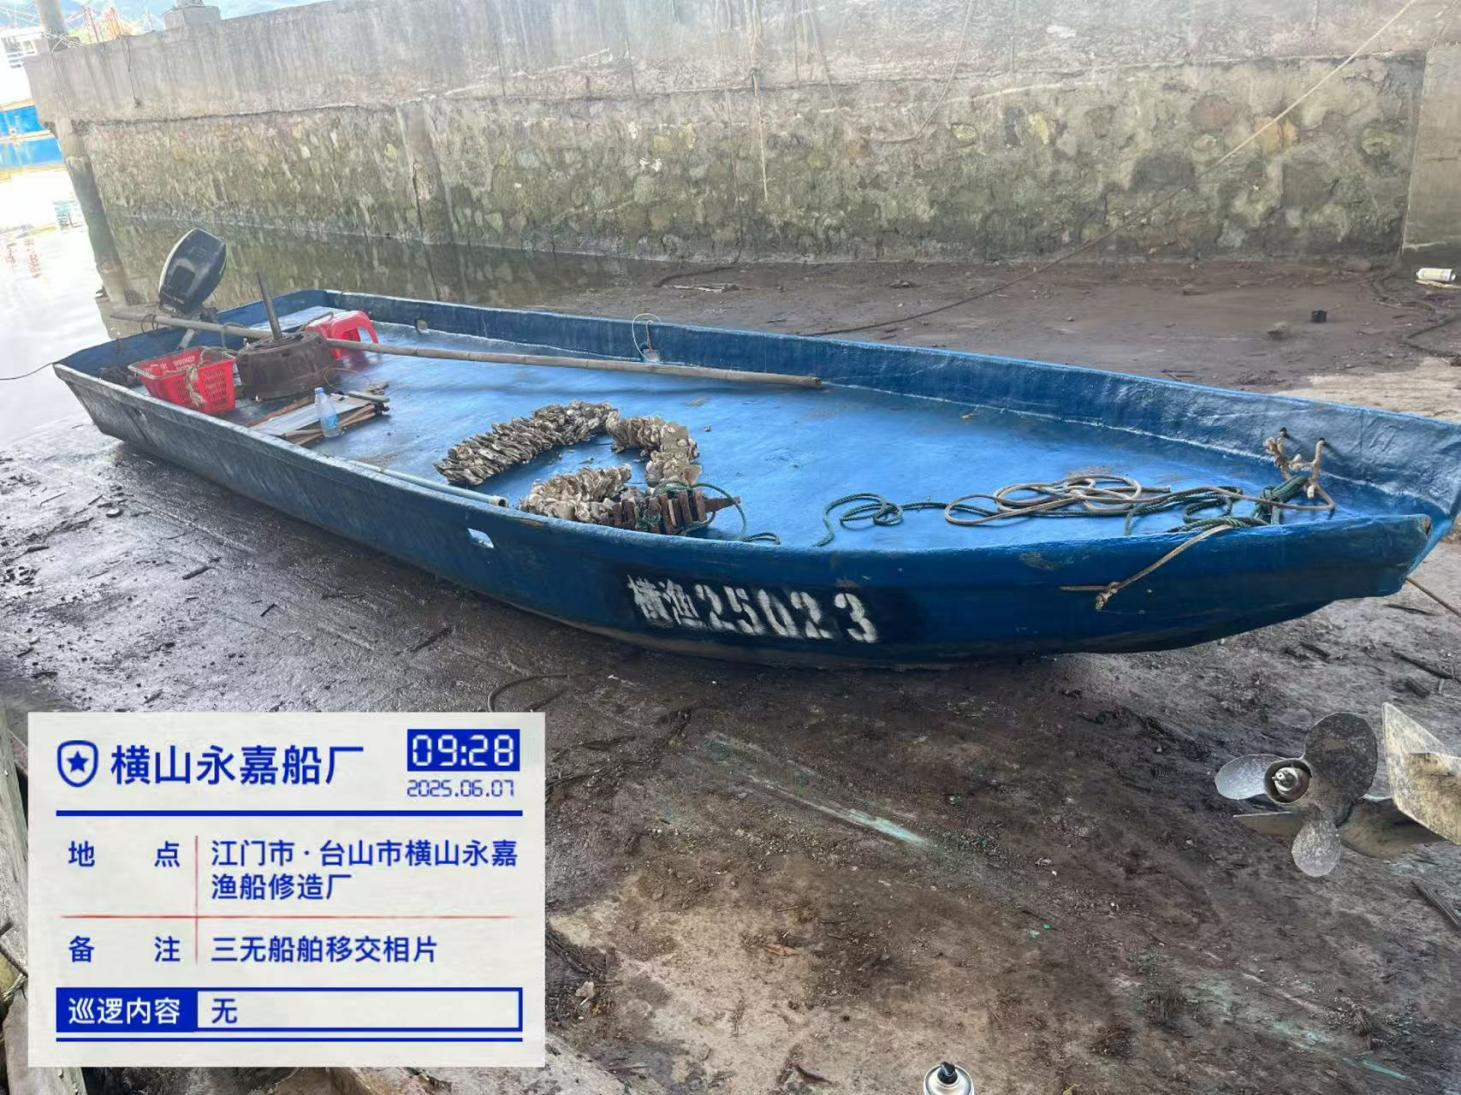 横渔25023
横山永嘉船厂
09:28
2025.06.07
地 点
江门市·台山市横山永嘉
渔船修造厂
备 注
三无船舶移交相片
巡逻内容
无